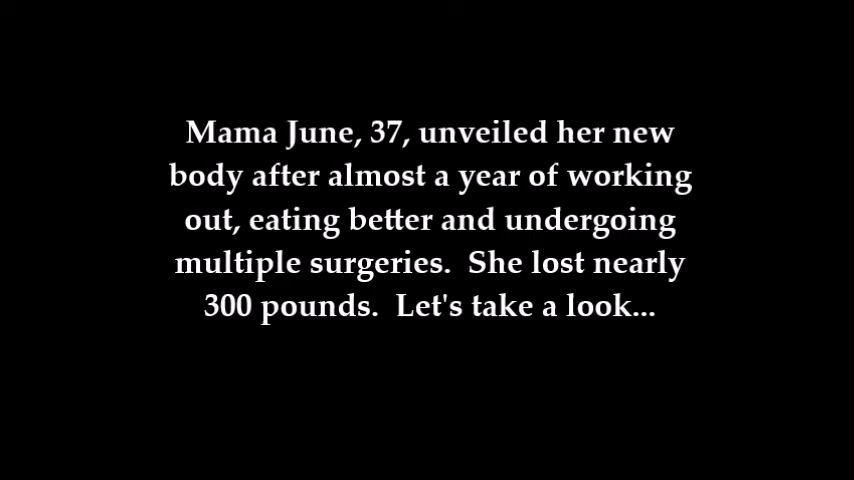 Mama June, 37, unveiled her new
body after almost a year of working
out, eating better and undergoing
multiple surgeries.  She lost nearly
300 pounds.  Let's take a look...